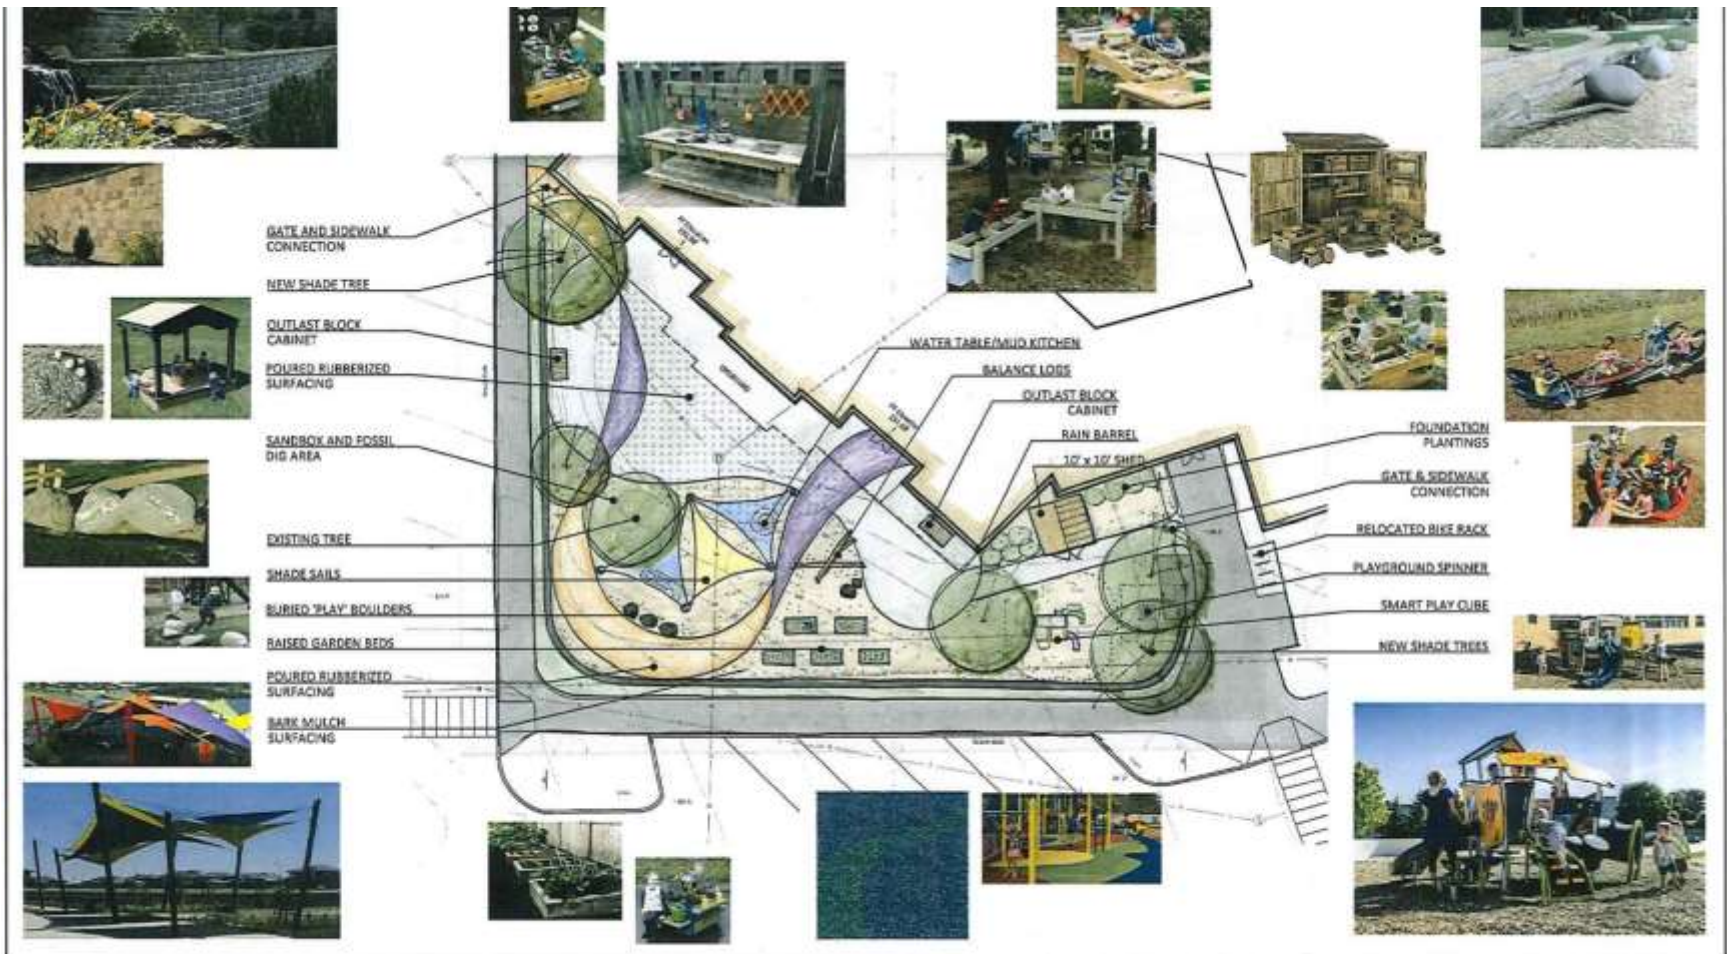 GATE AND SIDEWALK
CONNECTION
NEW SHADE TREE
OUTLAST BLOCK
CABINET
POURED RUBBERIZED
SURFACING
SANDBOX AND FOSSIL
DIG AREA
EXISTING TREE
SHADE SAILS
BURIED 'PLAY' BOULDERS
RAISED GARDEN BEDS
POURED RUBBERIZED
SURFACING
BARK MULCH
SURFACING
WATER TABLE/MUD KITCHEN
BALANCE LOGS
OUTLAST BLOCK
CABINET
RAIN BARREL
10' x 10' SHED
FOUNDATION
PLANTINGS
GATE & SIDEWALK
CONNECTION
RELOCATED BIKE RACK
PLAYGROUND SPINNER
SMART PLAY CUBE
NEW SHADE TREES